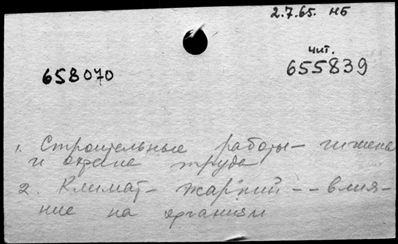 2.7.65. нб
чит.
658070
655839
1. Строительные работы - гигиена
и охрана труда
2. Климат - жаркий - - влия-
ние на организм